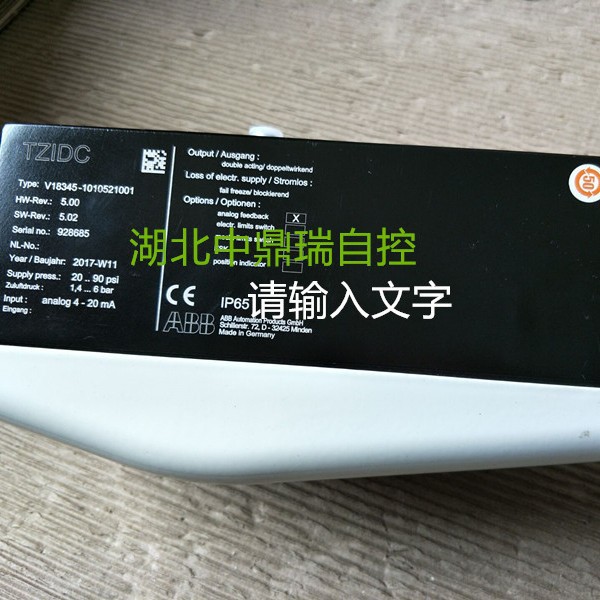 TZIDC
Type: V18345-1010521001
HW-Rev.: 5.00
SW-Rev.: 5.02
Serial no.: 928685
NL-No.:
Year / Baujahr: 2017-W11
Supply press.: 20 ... 90 psi
Zuluftdruck: 1,4 ... 6 bar
Input: analog 4 - 20 mA
Eingang:
Output / Ausgang:
double acting/ doppeltwirkend
Loss of electr. supply / Stromlos:
fail freeze/ blockierend
Options / Optionen:
analog feedback X
electr. limits switch
position indicator
湖北中鼎瑞自控
请输入文字
CE IP65
ABB
ABB Automation Products GmbH
Schillerstr. 72, D - 32425 Minden
Made in Germany
50